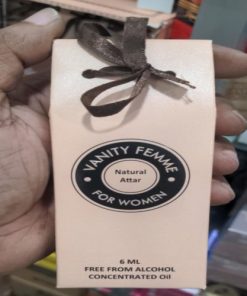 VANITY FEMME
Natural
Attar
FOR WOMEN
6 ML
FREE FROM ALCOHOL
CONCENTRATED Oil